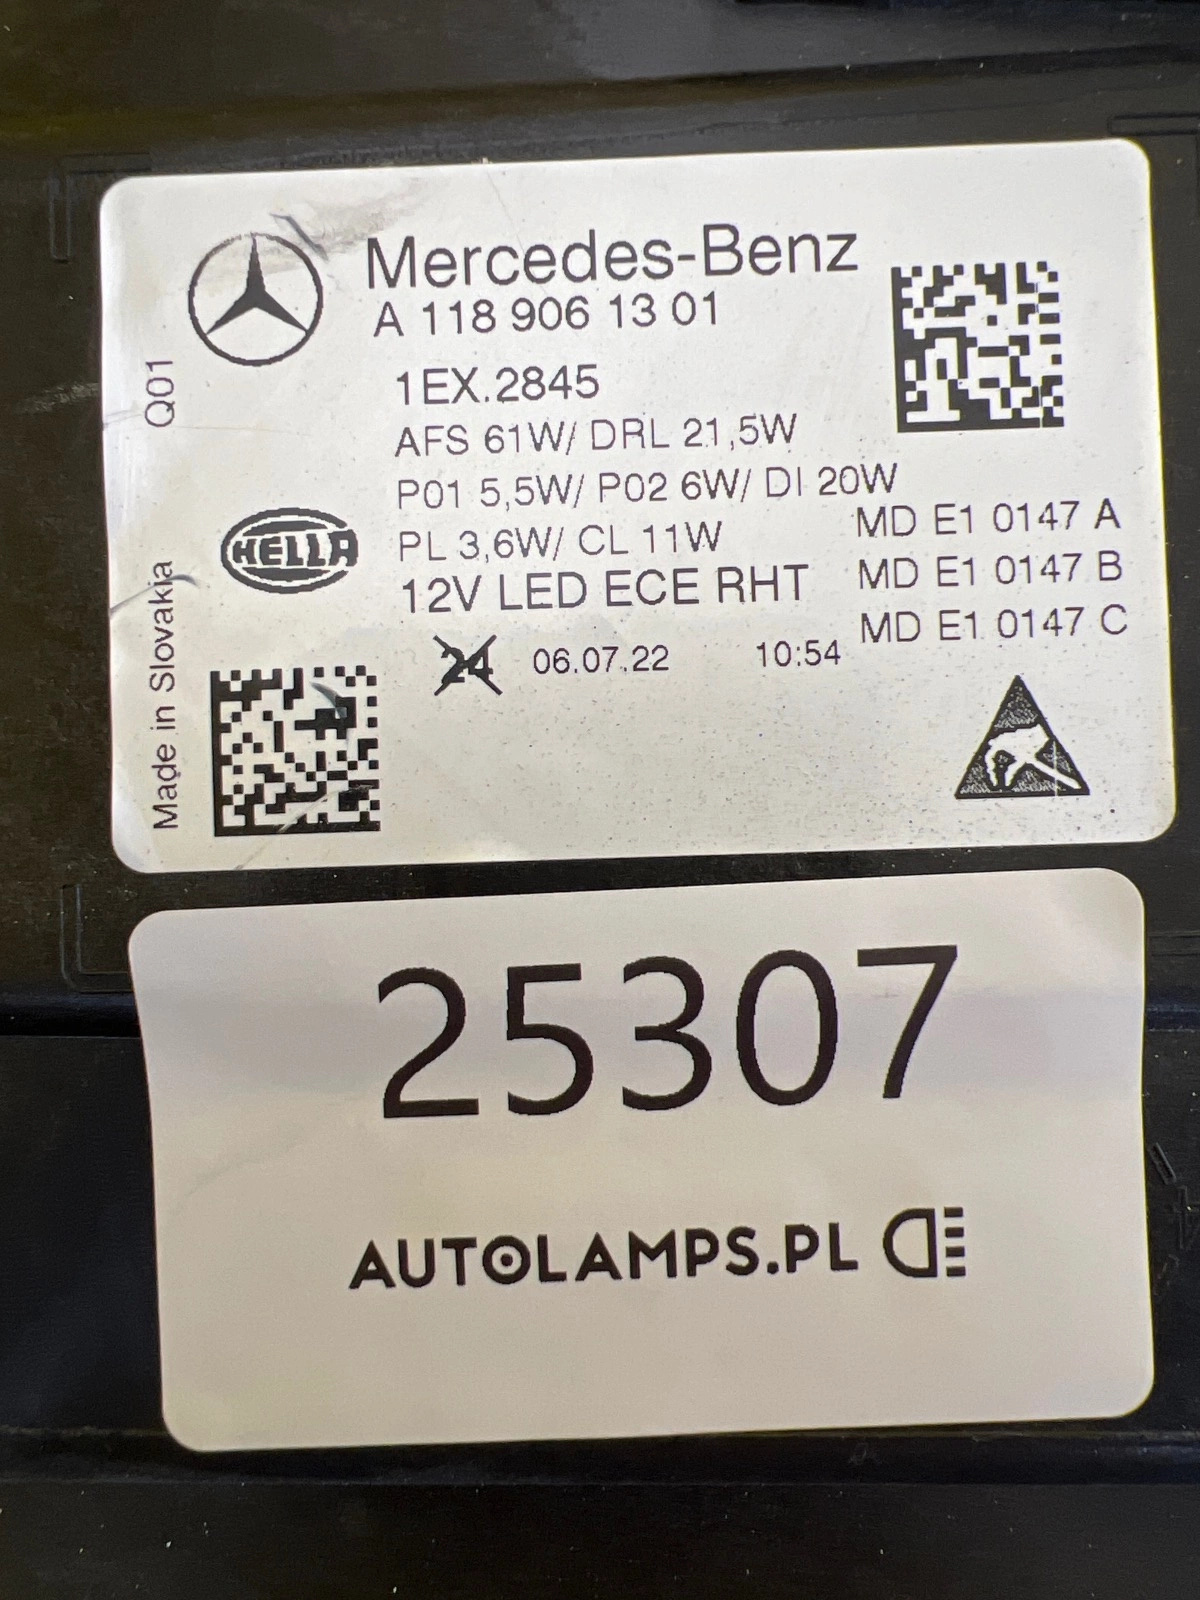 Mercedes-Benz
A 118 906 13 01
1EX.2845
AFS 61W/ DRL 21,5W
P01 5,5W/ P02 6W/ DI 20W
PL 3,6W/ CL 11W
12V LED ECE RHT
MD E1 0147 A
MD E1 0147 B
MD E1 0147 C
24 06.07.22 10:54
Q01
HELLA
Made in Slovakia
25307
AUTOLAMPS.PL